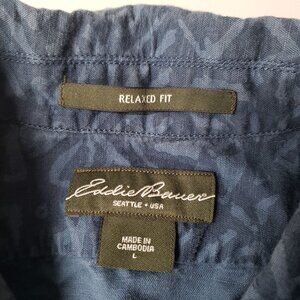 RELAXED FIT
Eddie Bauer
SEATTLE • USA
MADE IN
CAMBODIA
L